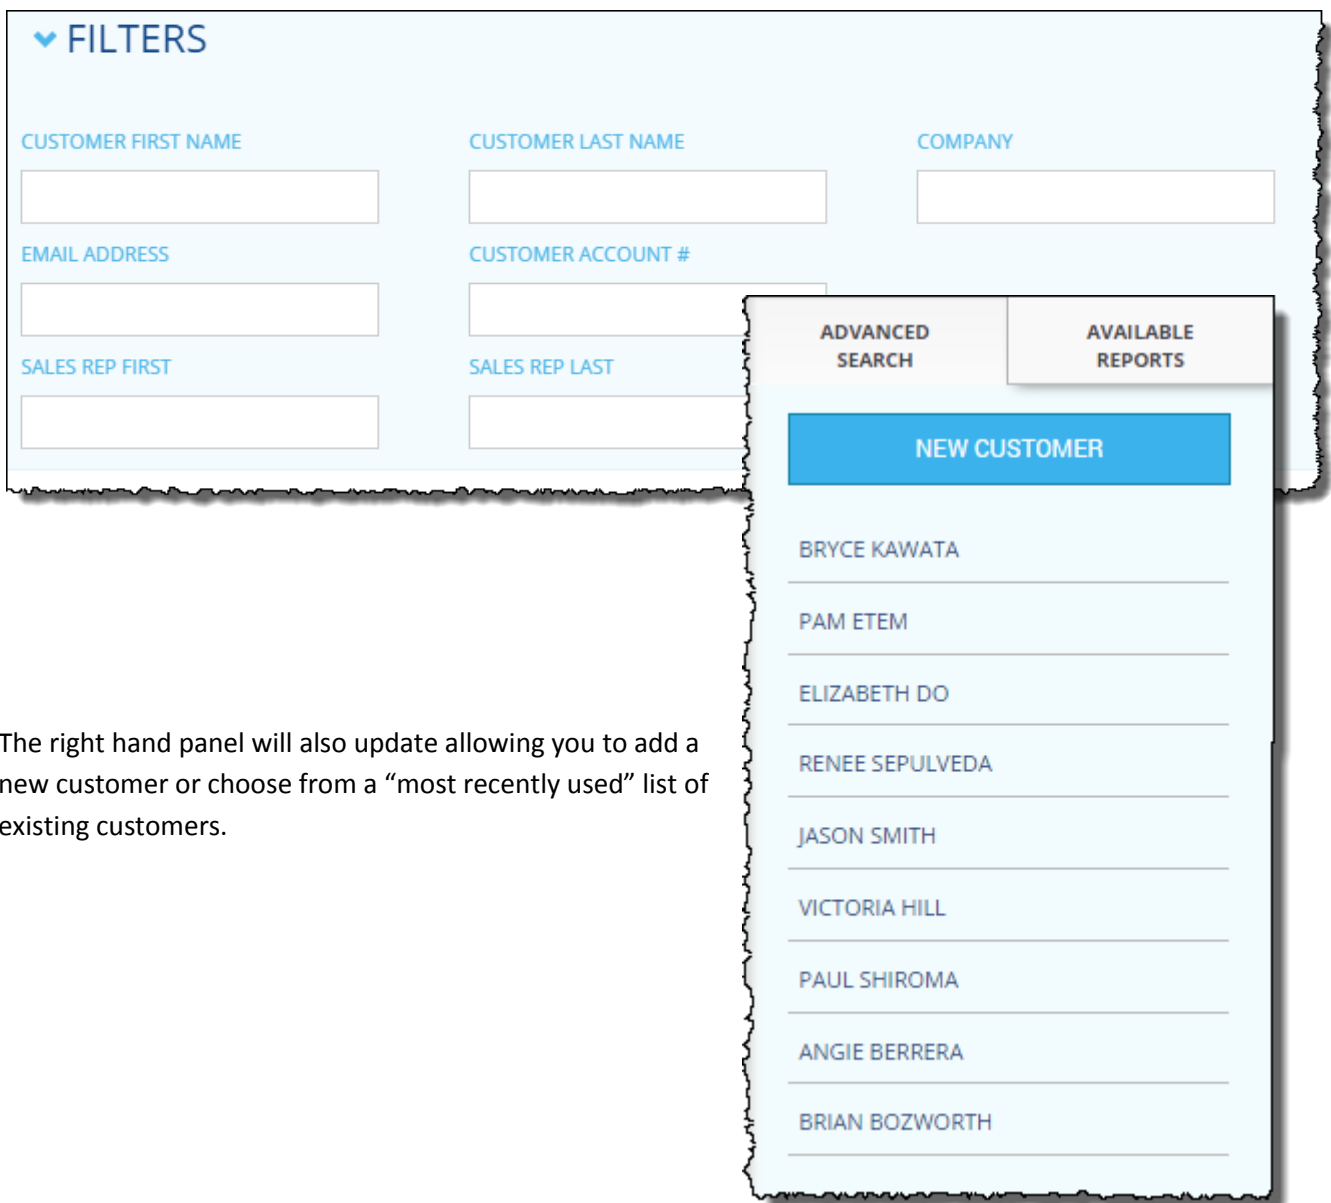 FILTERS
CUSTOMER FIRST NAME
CUSTOMER LAST NAME
COMPANY
EMAIL ADDRESS
CUSTOMER ACCOUNT #
SALES REP FIRST
SALES REP LAST
ADVANCED
SEARCH
AVAILABLE
REPORTS
NEW CUSTOMER
BRYCE KAWATA
PAM ETEM
ELIZABETH DO
RENEE SEPULVEDA
JASON SMITH
VICTORIA HILL
PAUL SHIROMA
ANGIE BERRERA
BRIAN BOZWORTH
The right hand panel will also update allowing you to add a
new customer or choose from a “most recently used” list of
existing customers.